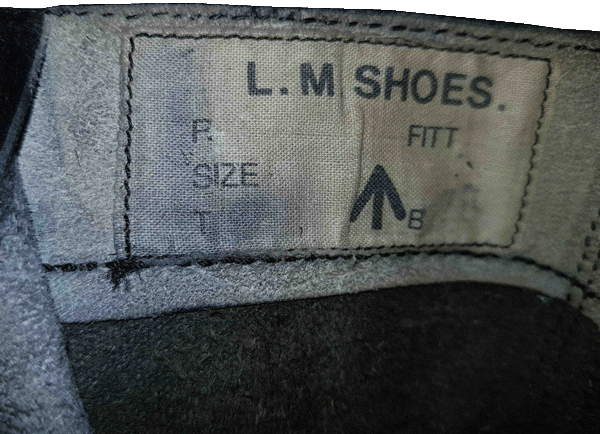 L. M SHOES.
F. FITT
SIZE
T B